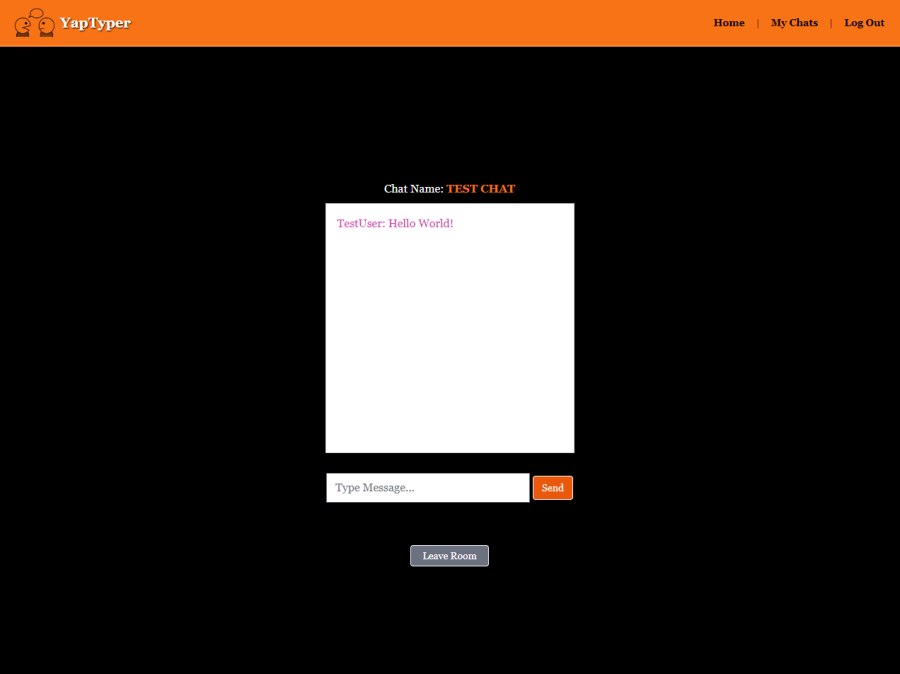 YapTyper
Home | My Chats | Log Out
Chat Name: TEST CHAT
TestUser: Hello World!
Type Message...
Send
Leave Room